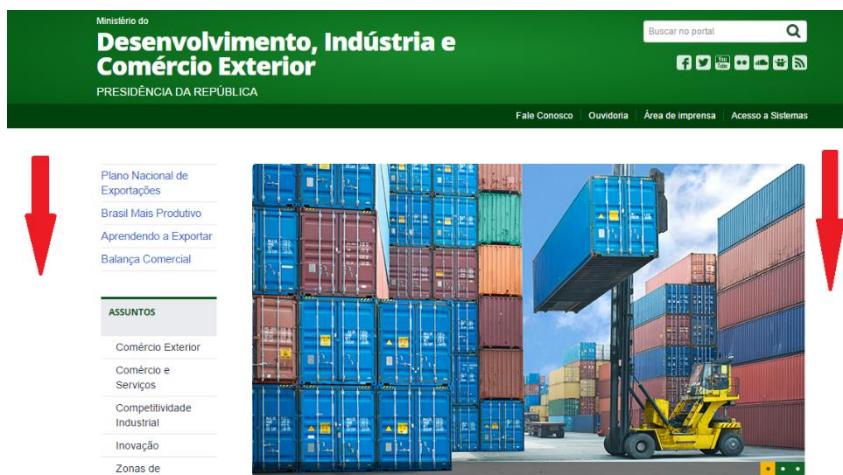 Ministério do
Desenvolvimento, Indústria e
Comércio Exterior
PRESIDÊNCIA DA REPÚBLICA
Buscar no portal
You
Tube
Fale Conosco
Ouvidoria
Área de imprensa
Acesso a Sistemas
Plano Nacional de
Exportações
Brasil Mais Produtivo
Aprendendo a Exportar
Balança Comercial
ASSUNTOS
Comércio Exterior
Comércio e
Serviços
Competitividade
Industrial
Inovação
Zonas de